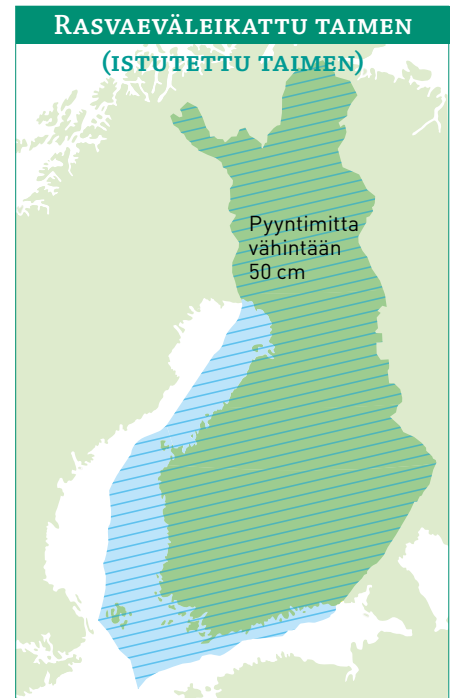 Rasvaeväleikattu taimen
(istutettu taimen)
Pyyntimitta
vähintään
50 cm